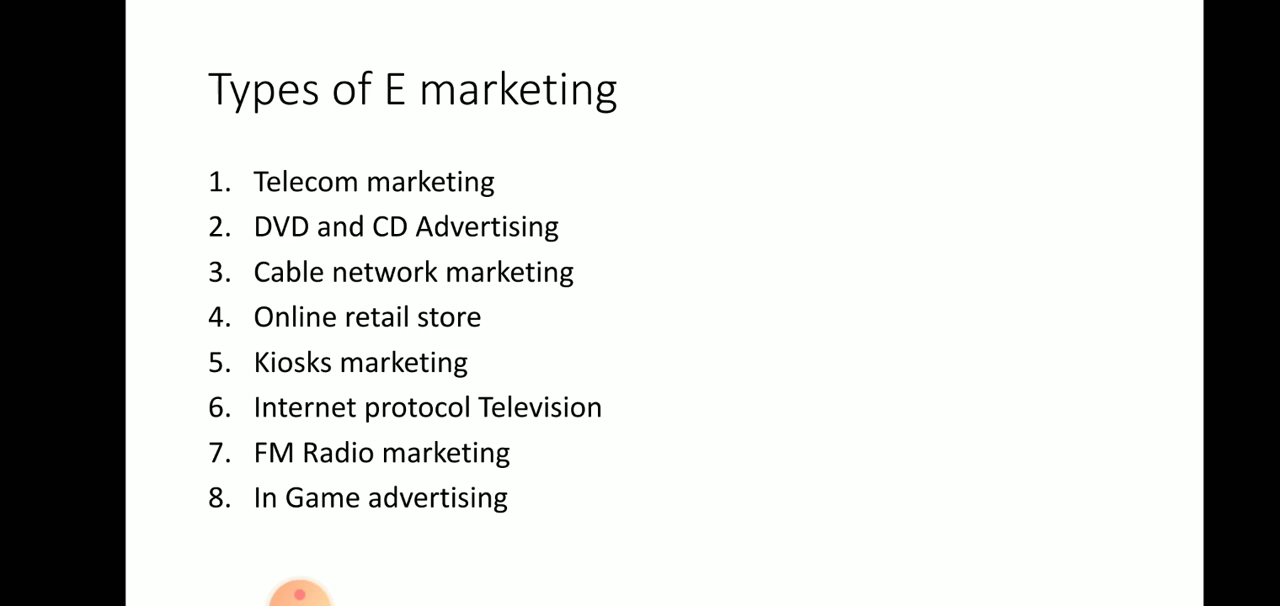 Types of E marketing
1. Telecom marketing
2. DVD and CD Advertising
3. Cable network marketing
4. Online retail store
5. Kiosks marketing
6. Internet protocol Television
7. FM Radio marketing
8. In Game advertising